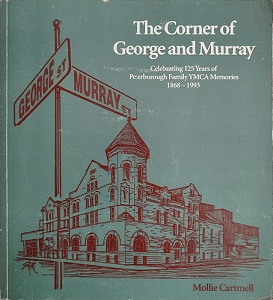 The Corner of
George and Murray
Celebrating 125 Years of
Peterborough Family YMCA Memories
1868 - 1993
GEORGE ST.
MURRAY ST.
Mollie Cartmell